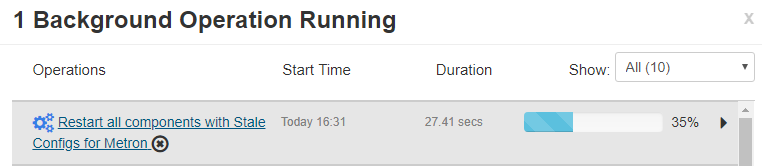 1 Background Operation Running
x
Operations Start Time Duration Show: All (10)
Restart all components with Stale Today 16:31 27.41 secs 35%
Configs for Metron